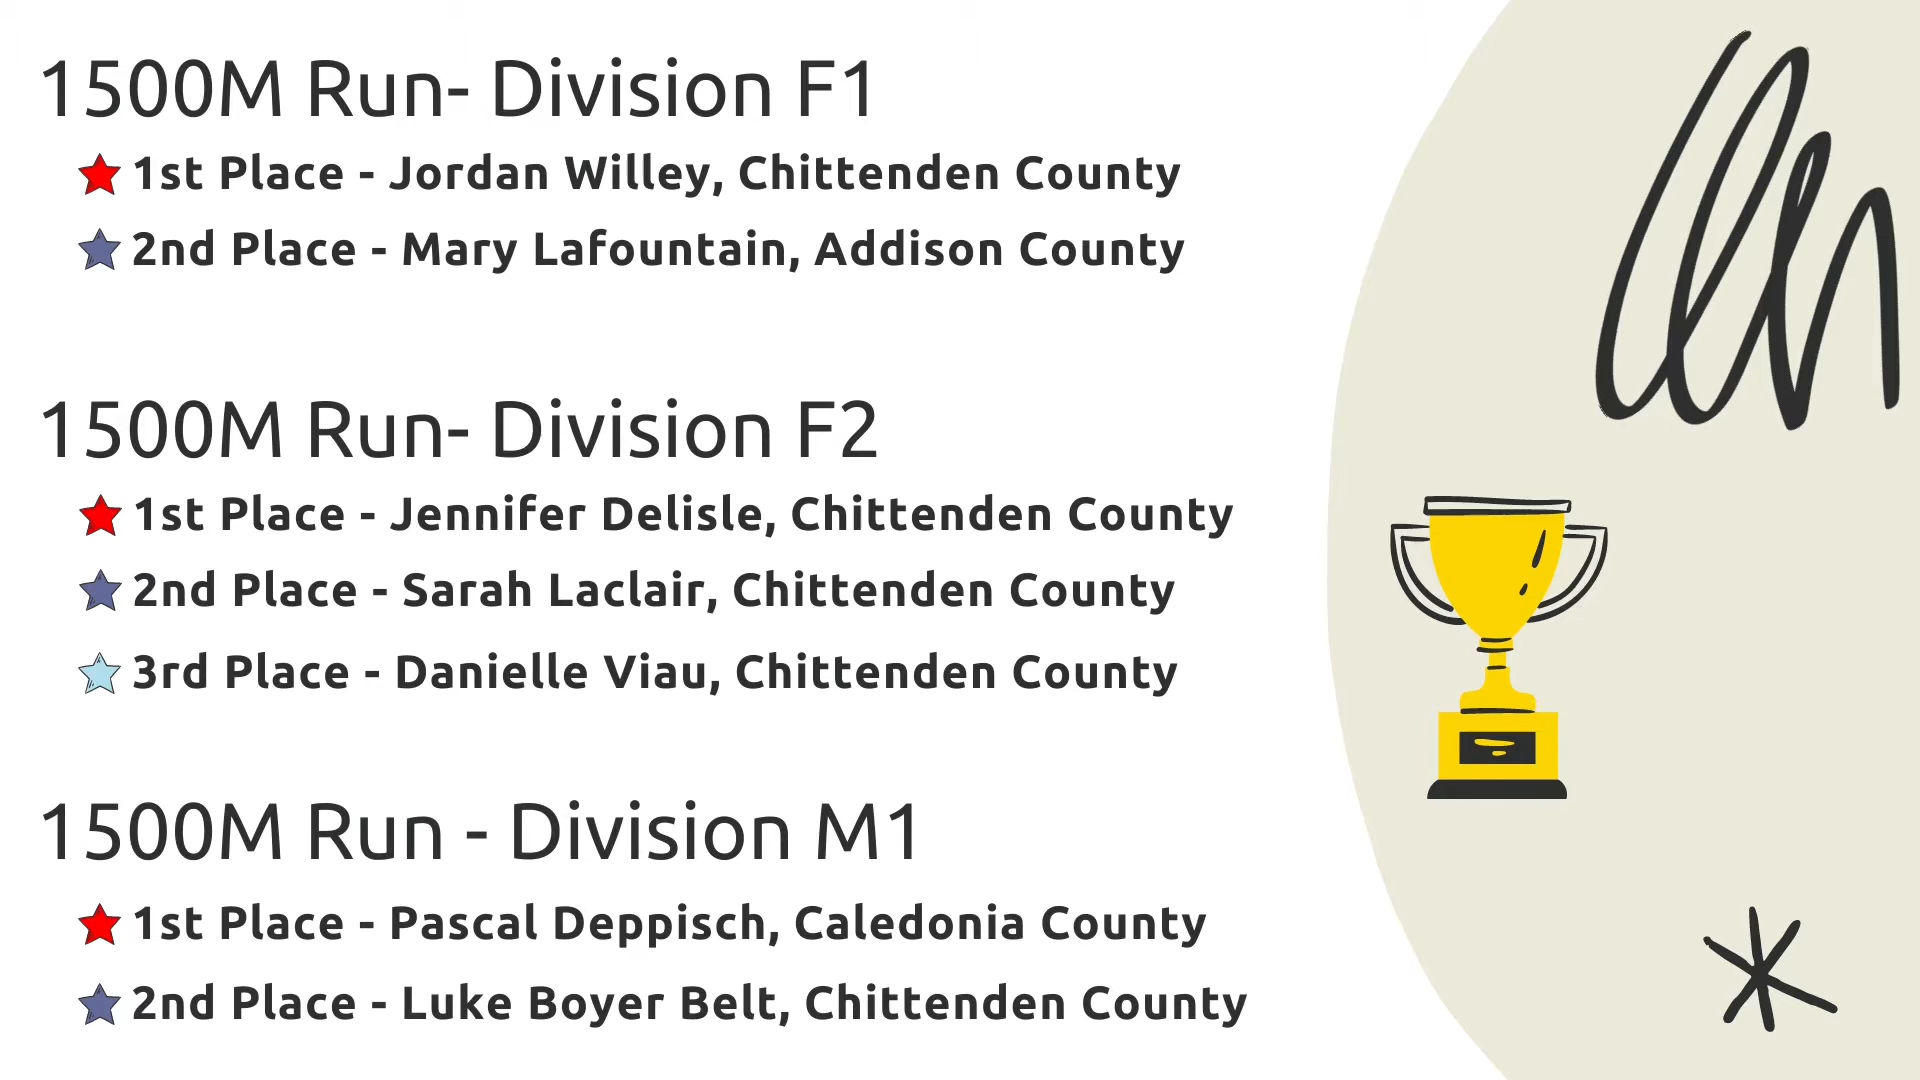 1500M Run- Division F1
1st Place - Jordan Willey, Chittenden County
2nd Place - Mary Lafountain, Addison County
1500M Run- Division F2
1st Place - Jennifer Delisle, Chittenden County
2nd Place - Sarah Laclair, Chittenden County
3rd Place - Danielle Viau, Chittenden County
1500M Run - Division M1
1st Place - Pascal Deppisch, Caledonia County
2nd Place - Luke Boyer Belt, Chittenden County